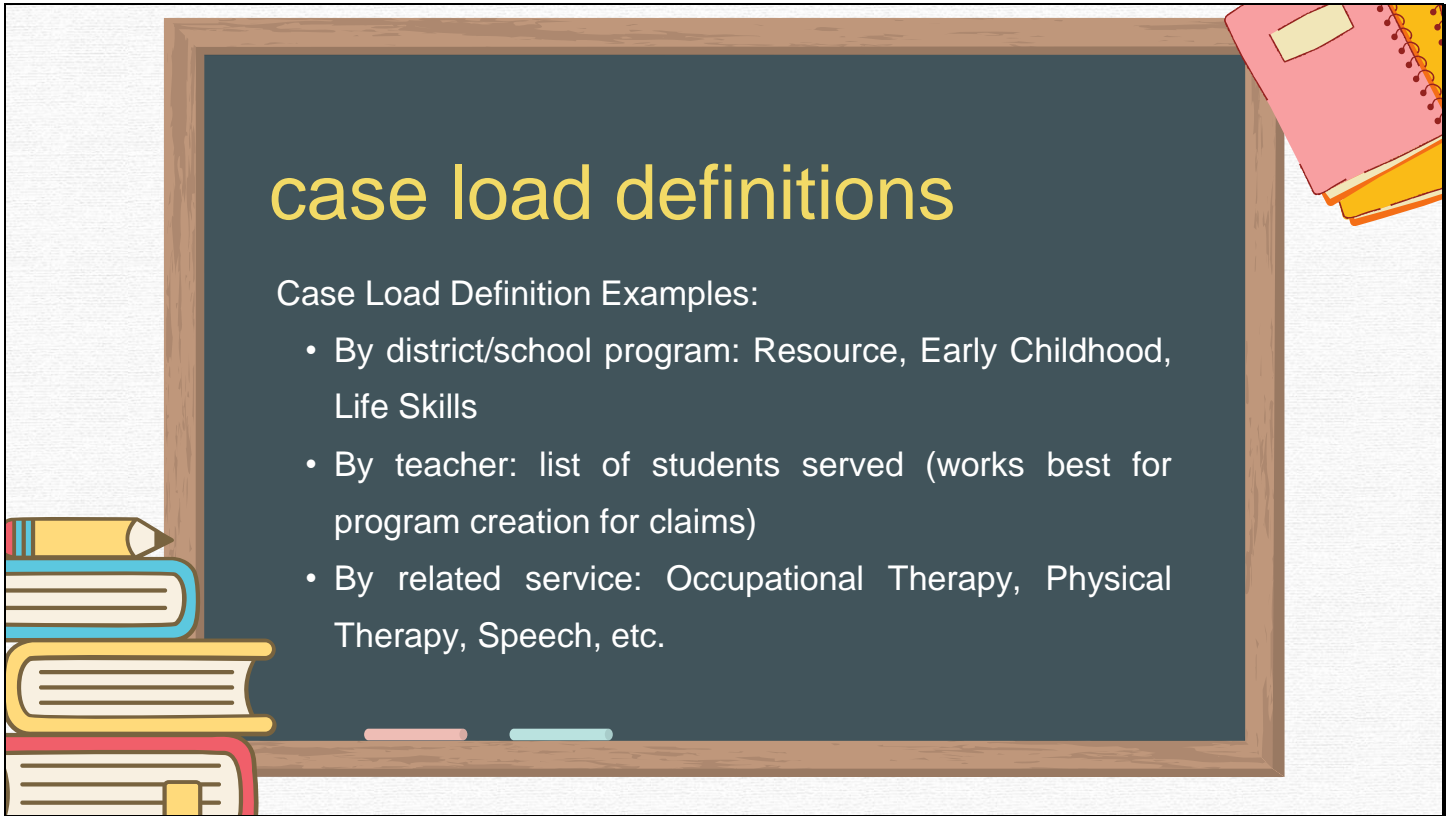 case load definitions
Case Load Definition Examples:
• By district/school program: Resource, Early Childhood,
Life Skills
• By teacher: list of students served (works best for
program creation for claims)
• By related service: Occupational Therapy, Physical
Therapy, Speech, etc.